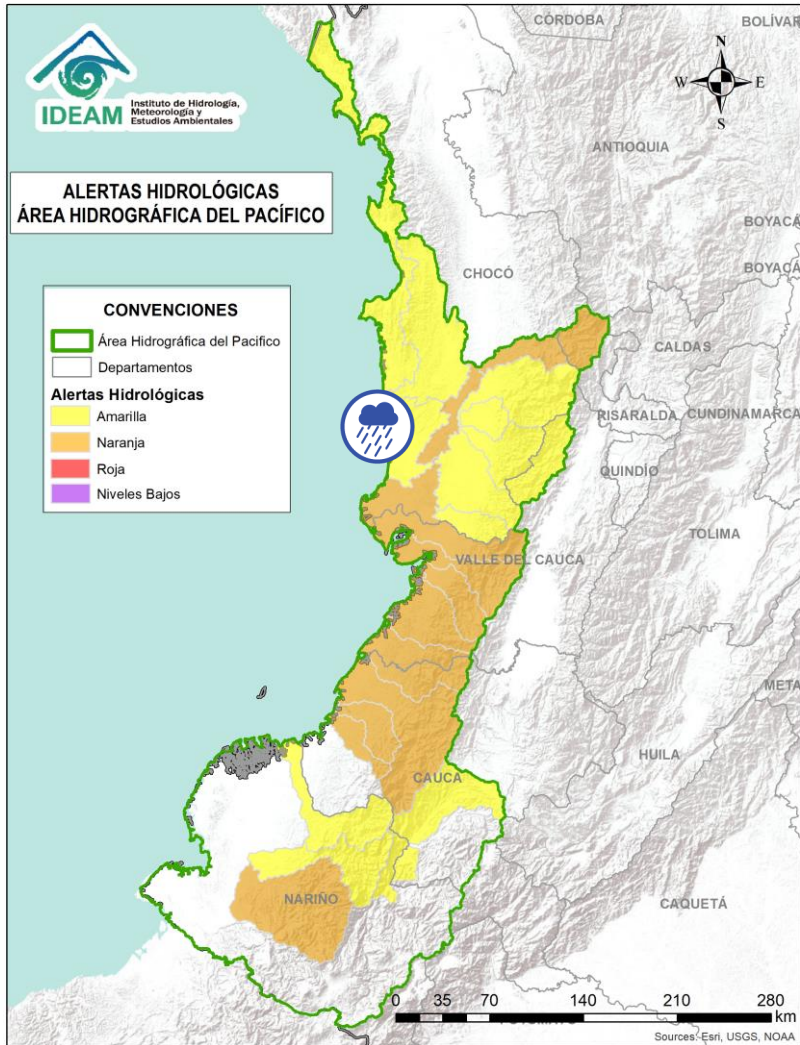 IDEAM
Instituto de Hidrología,
Meteorología y
Estudios Ambientales
CÓRDOBA
BOLÍVAR
N
W
E
S
ANTIOQUIA
ALERTAS HIDROLÓGICAS
ÁREA HIDROGRÁFICA DEL PACÍFICO
BOYACÁ
CHOCÓ
BOYACÁ
CONVENCIONES
Área Hidrográfica del Pacifico
Departamentos
Alertas Hidrológicas
Amarilla
Naranja
Roja
Niveles Bajos
CALDAS
RISARALDA
CUNDINAMARCA
QUINDÍO
TOLIMA
VALLE DEL CAUCA
META
HUILA
CAUCA
NARIÑO
CAQUETÁ
0 35 70 140 210 280
km
Sources: Esri, USGS, NOAA